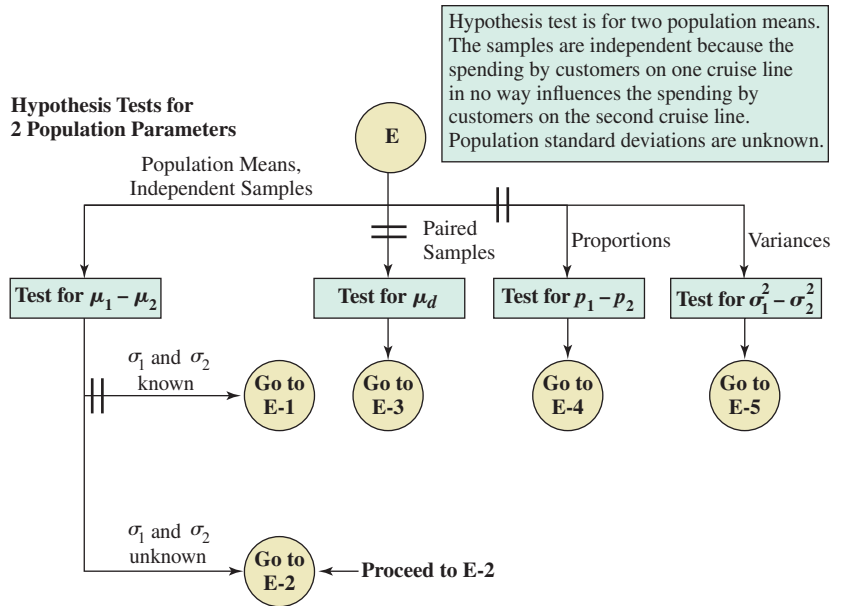 Hypothesis test is for two population means.
The samples are independent because the
spending by customers on one cruise line
in no way influences the spending by
customers on the second cruise line.
Population standard deviations are unknown.
Hypothesis Tests for
2 Population Parameters
E
Population Means,
Independent Samples
Paired
Samples
Proportions
Variances
Test for μ₁ – μ₂
Test for μd
Test for p₁ – p₂
Test for σ₁² – σ₂²
σ₁ and σ₂
known
Go to
E-1
Go to
E-3
Go to
E-4
Go to
E-5
σ₁ and σ₂
unknown
Go to
E-2
Proceed to E-2